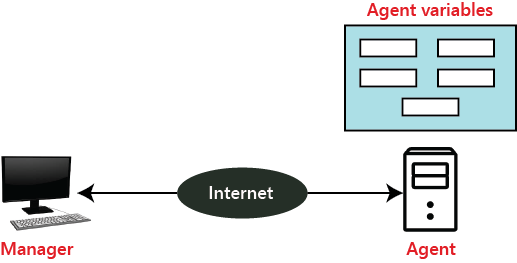 Agent variables
Internet
Manager
Agent